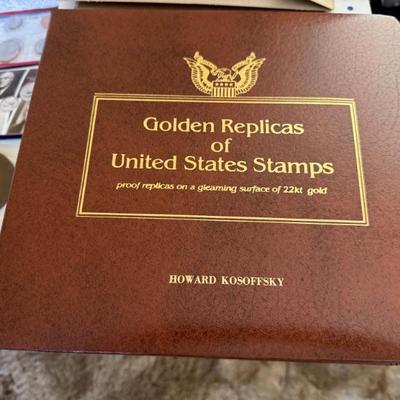 Golden Replicas
of
United States Stamps
proof replicas on a gleaming surface of 22kt gold
HOWARD KOSOFFSKY